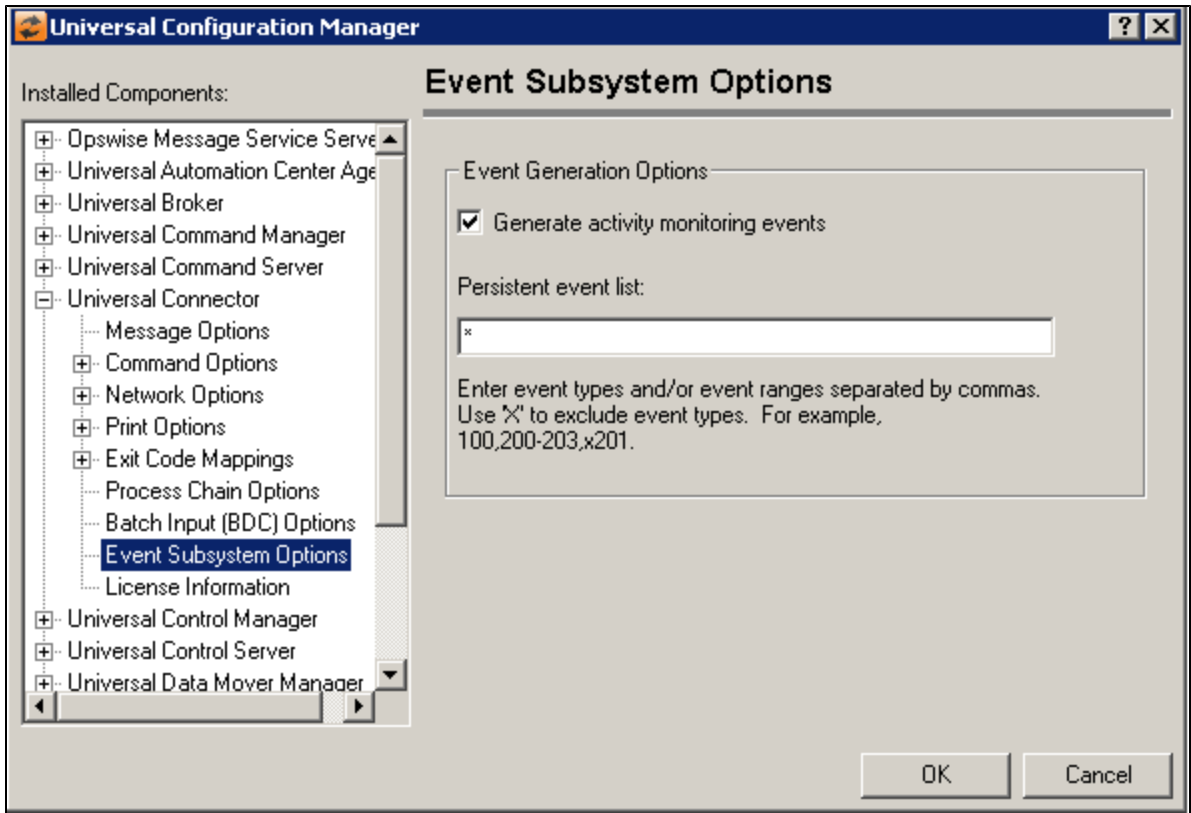 Universal Configuration Manager
Installed Components:
Opswise Message Service Serve
Universal Automation Center Age
Universal Broker
Universal Command Manager
Universal Command Server
Universal Connector
Message Options
Command Options
Network Options
Print Options
Exit Code Mappings
Process Chain Options
Batch Input (BDC) Options
Event Subsystem Options
License Information
Universal Control Manager
Universal Control Server
Universal Data Mover Manager
Event Subsystem Options
Event Generation Options
Generate activity monitoring events
Persistent event list:
*
Enter event types and/or event ranges separated by commas.
Use 'X' to exclude event types.  For example,
100,200-203,x201.
OK
Cancel